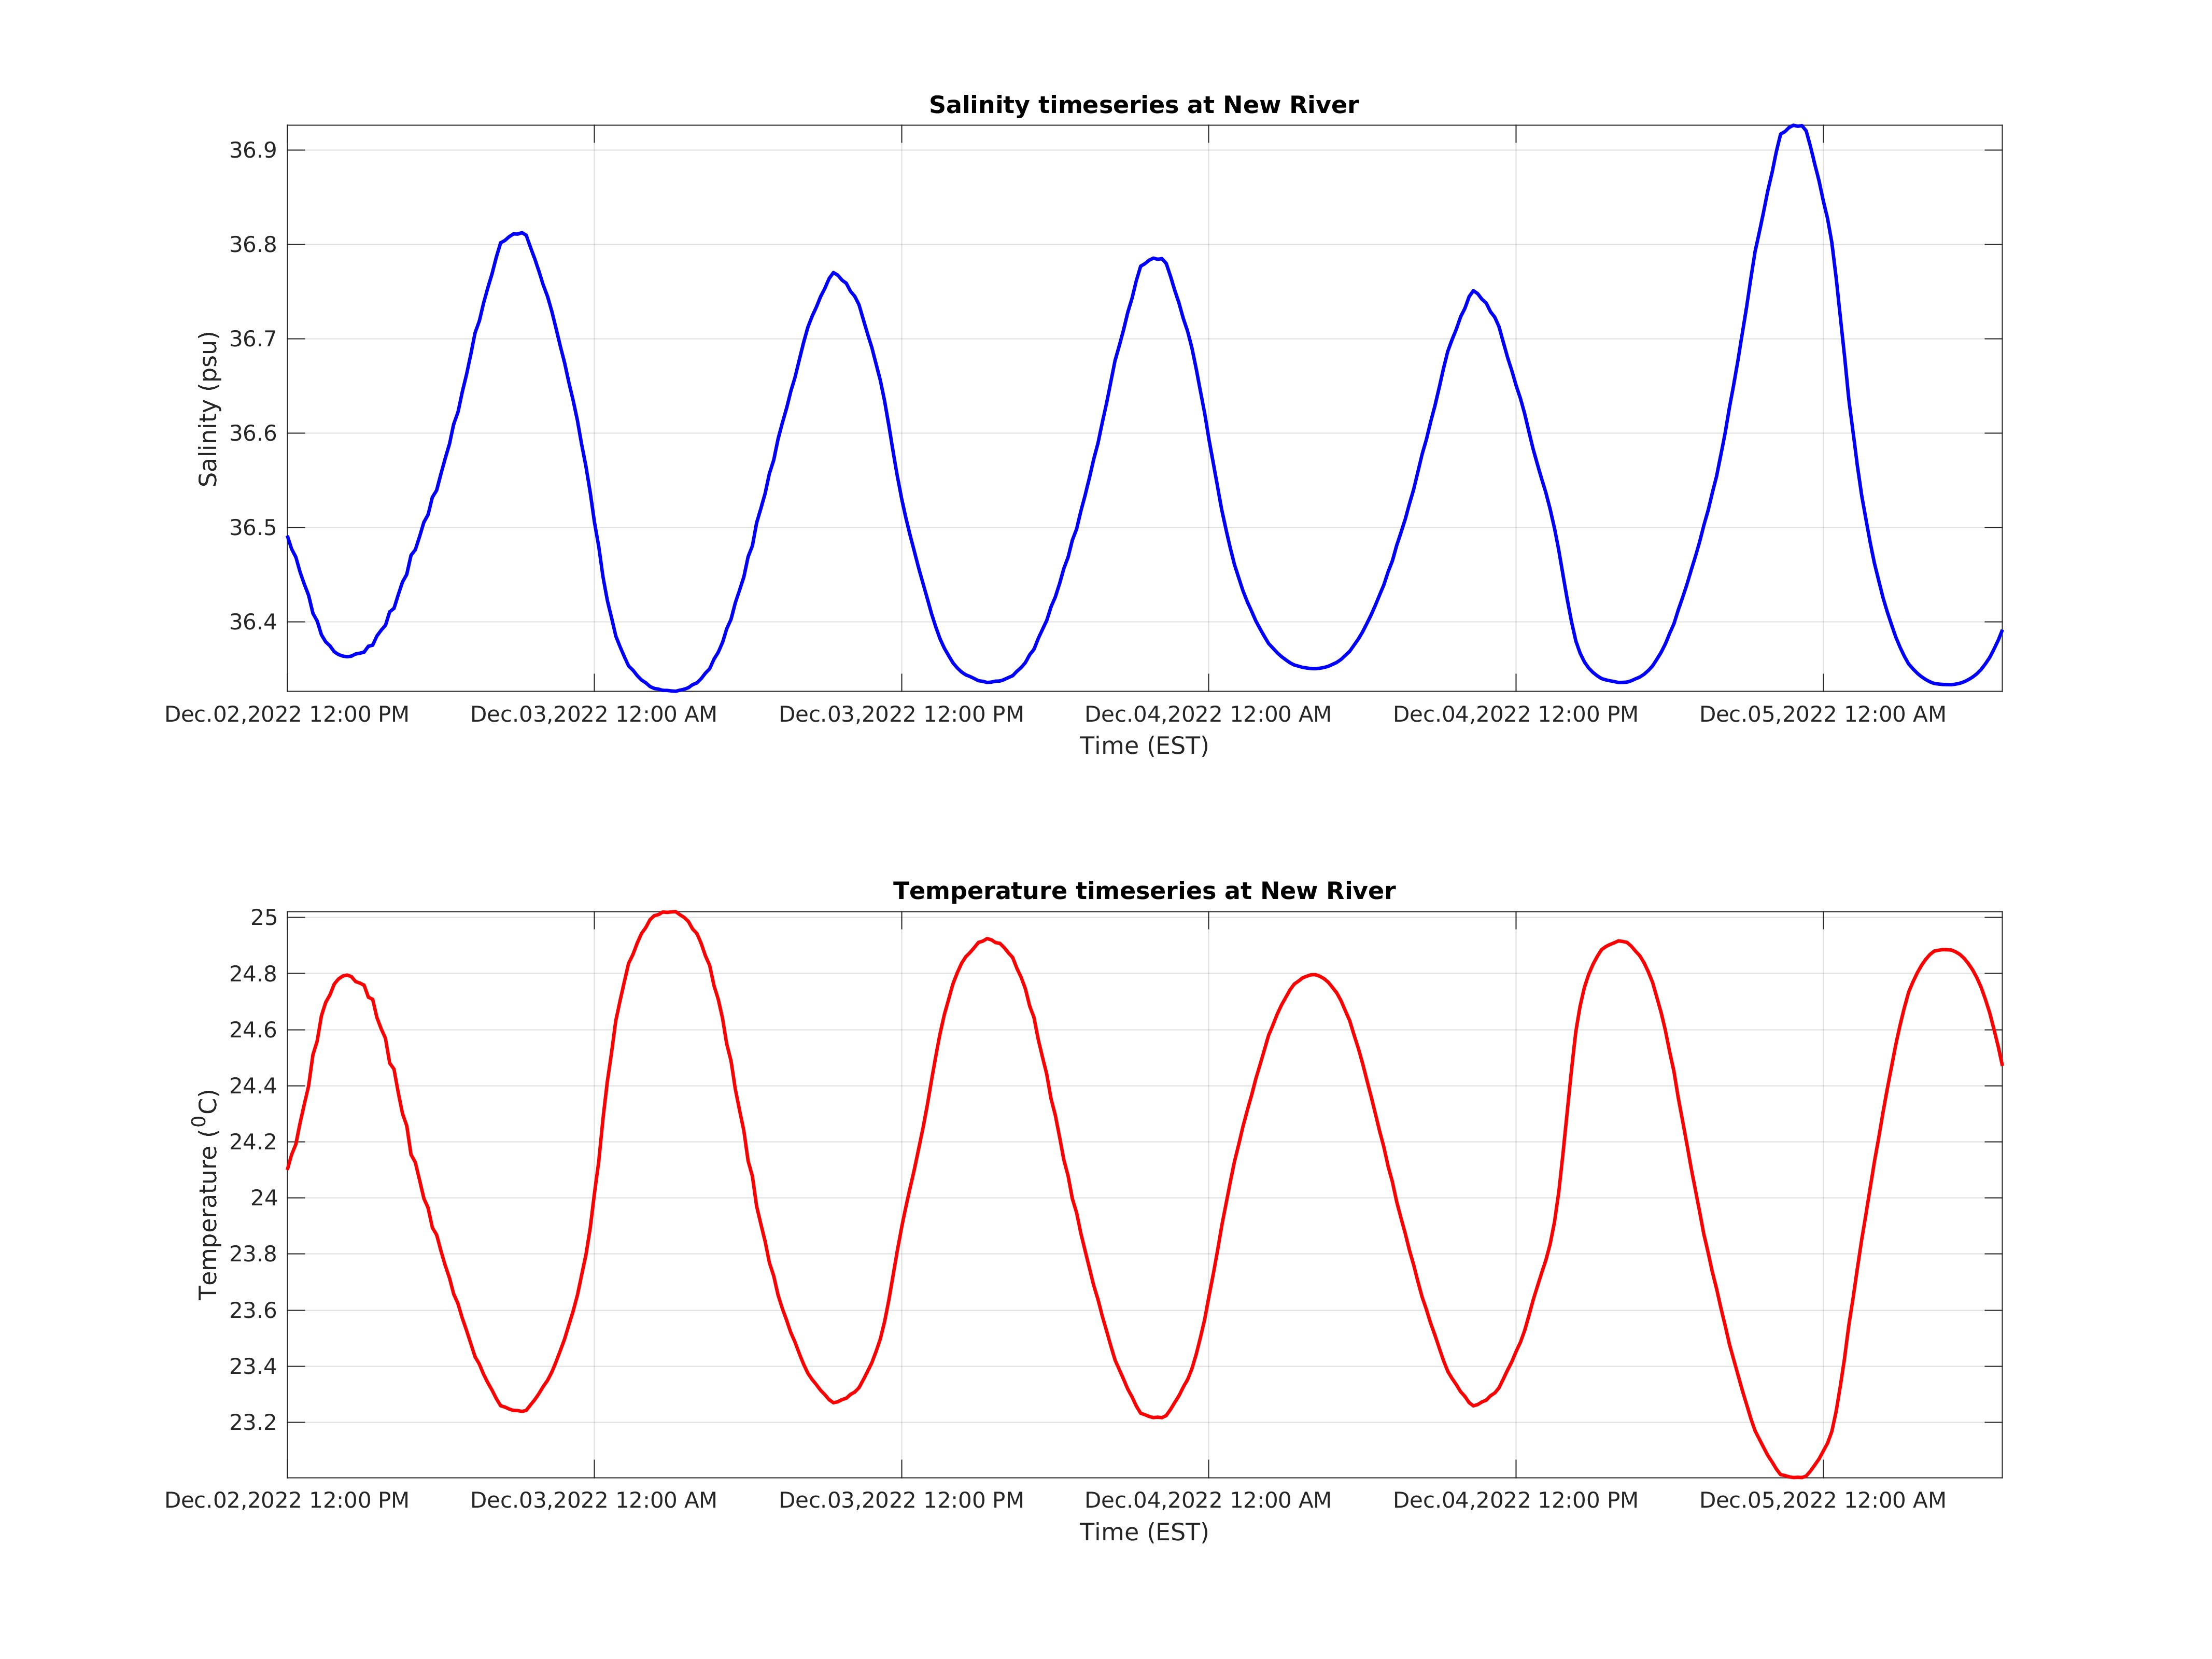 Salinity timeseries at New River
36.9
36.8
36.7
36.6
36.5
36.4
Salinity (psu)
Dec.02,2022 12:00 PM Dec.03,2022 12:00 AM Dec.03,2022 12:00 PM Dec.04,2022 12:00 AM Dec.04,2022 12:00 PM Dec.05,2022 12:00 AM
Time (EST)
Temperature timeseries at New River
25
24.8
24.6
24.4
24.2
24
23.8
23.6
23.4
23.2
Temperature (⁰C)
Dec.02,2022 12:00 PM Dec.03,2022 12:00 AM Dec.03,2022 12:00 PM Dec.04,2022 12:00 AM Dec.04,2022 12:00 PM Dec.05,2022 12:00 AM
Time (EST)